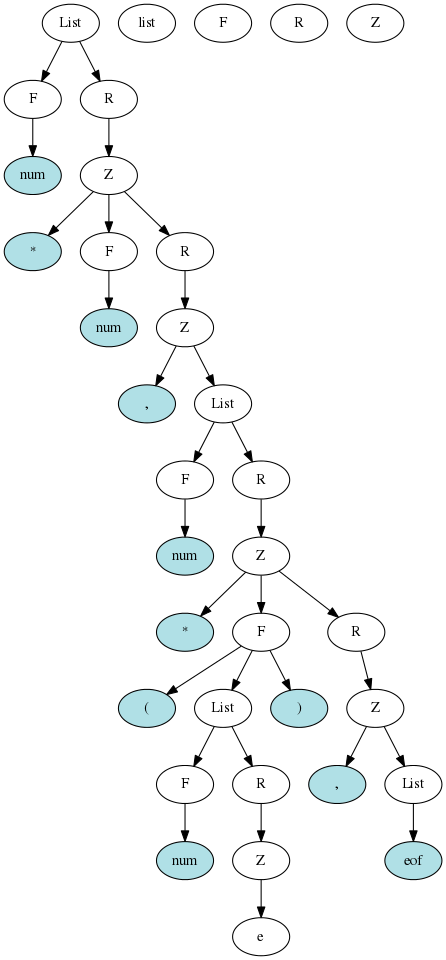 List list F R Z
F R
num Z
* F R
num Z
, List
F R
num Z
* F R
( List ) Z
F R , List
num Z eof
e